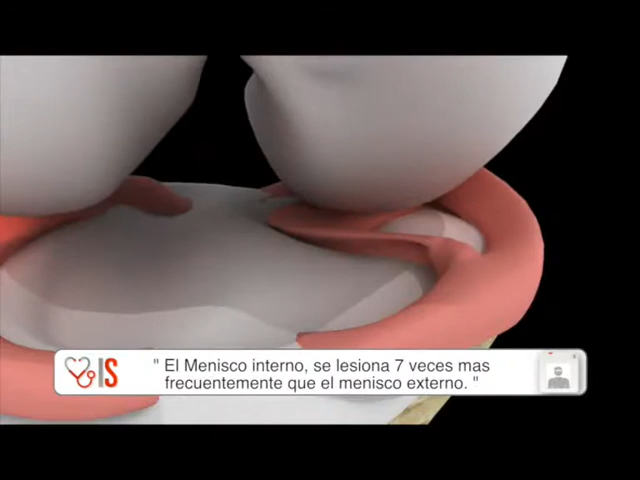 IS
" El Menisco interno, se lesiona 7 veces mas
frecuentemente que el menisco externo. "